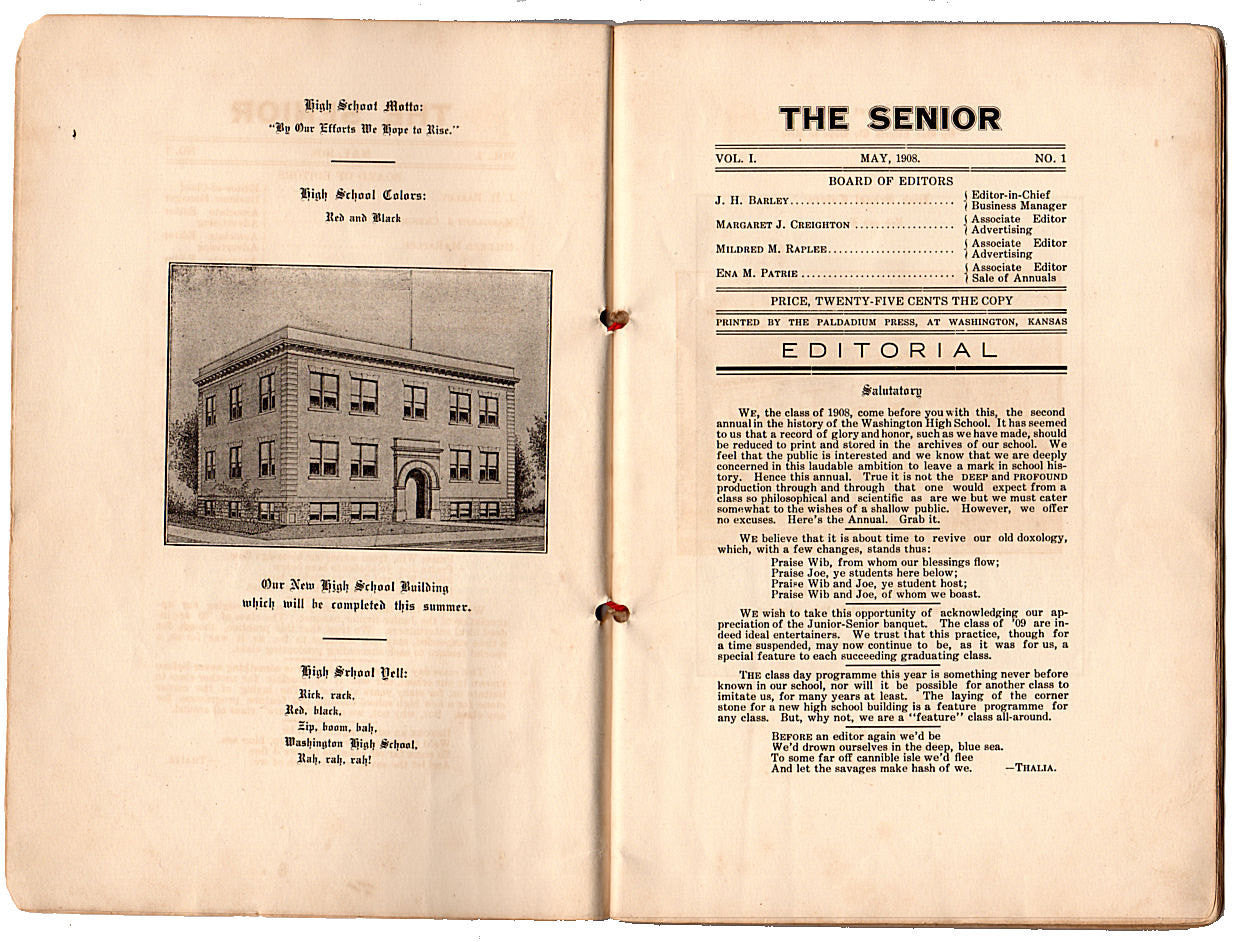 High School Motto:
"By Our Efforts We Hope to Rise."
High School Colors:
Red and Black
Our New High School Building
which will be completed this summer.
High School Yell:
Rick, rack,
Red, black,
Zip, boom, bah,
Washington High School,
Rah, rah, rah!
THE SENIOR
VOL. I. MAY, 1908. NO. 1
BOARD OF EDITORS
J. H. BARLEY.............................. { Editor-in-Chief
{ Business Manager
MARGARET J. CREIGHTON ................... { Associate Editor
{ Advertising
MILDRED M. RAPLEE........................ { Associate Editor
{ Advertising
ENA M. PATRIE ............................ { Associate Editor
{ Sale of Annuals
PRICE, TWENTY-FIVE CENTS THE COPY
PRINTED BY THE PALDADIUM PRESS, AT WASHINGTON, KANSAS
EDITORIAL
Salutatory
WE, the class of 1908, come before you with this, the second
annual in the history of the Washington High School. It has seemed
to us that a record of glory and honor, such as we have made, should
be reduced to print and stored in the archives of our school. We
feel that the public is interested and we know that we are deeply
concerned in this laudable ambition to leave a mark in school his-
tory. Hence this annual. True it is not the DEEP and PROFOUND
production through and through that one would expect from a
class so philosophical and scientific as are we but we must cater
somewhat to the wishes of a shallow public. However, we offer
no excuses. Here's the Annual. Grab it.
WE believe that it is about time to revive our old doxology,
which, with a few changes, stands thus:
Praise Wib, from whom our blessings flow;
Praise Joe, ye students here below;
Praise Wib and Joe, ye student host;
Praise Wib and Joe, of whom we boast.
WE wish to take this opportunity of acknowledging our ap-
preciation of the Junior-Senior banquet. The class of '09 are in-
deed ideal entertainers. We trust that this practice, though for
a time suspended, may now continue to be, as it was for us, a
special feature to each succeeding graduating class.
THE class day programme this year is something never before
known in our school, nor will it be possible for another class to
imitate us, for many years at least. The laying of the corner
stone for a new high school building is a feature programme for
any class. But, why not, we are a "feature" class all-around.
BEFORE an editor again we'd be
We'd drown ourselves in the deep, blue sea.
To some far off cannible isle we'd flee
And let the savages make hash of we. —THALIA.